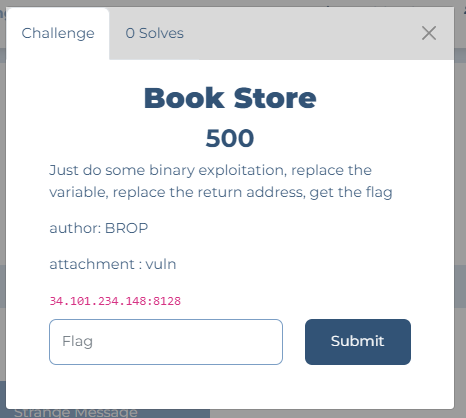 Challenge
0 Solves
Book Store
500
Just do some binary exploitation, replace the
variable, replace the return address, get the flag
author: BROP
attachment : vuln
34.101.234.148:8128
Flag
Submit
Strange Message